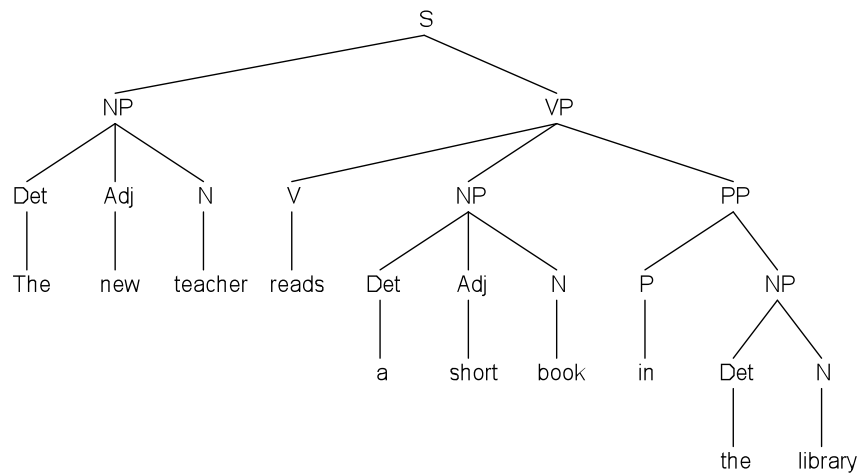 S
NP VP
Det Adj N V NP PP
The new teacher reads Det Adj N P NP
a short book in Det N
the library